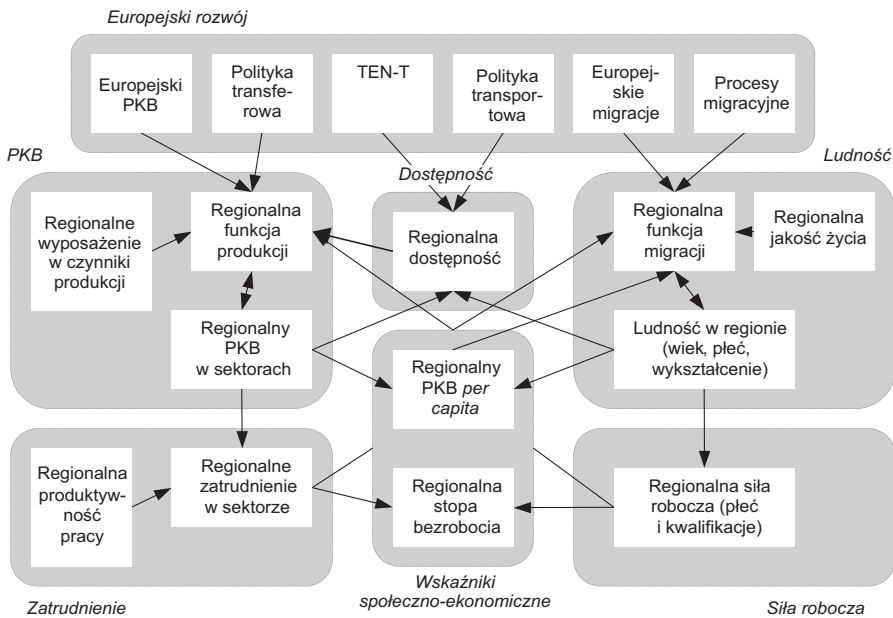 Europejski rozwój
Europejski
PKB
Polityka
transfe-
rowa
TEN-T
Polityka
transpor-
towa
Europej-
skie
migracje
Procesy
migracyjne
PKB
Dostępność
Ludność
Regionalne
wyposażenie
w czynniki
produkcji
Regionalna
funkcja
produkcji
Regionalna
dostępność
Regionalna
funkcja
migracji
Regionalna
jakość życia
Regionalny
PKB
w sektorach
Regionalny
PKB per
capita
Ludność w regionie
(wiek, płeć,
wykształcenie)
Regionalna
produktyw-
ność
pracy
Regionalne
zatrudnienie
w sektorze
Regionalna
stopa
bezrobocia
Regionalna siła
robocza (płeć
i kwalifikacje)
Zatrudnienie
Wskaźniki
społeczno-ekonomiczne
Siła robocza